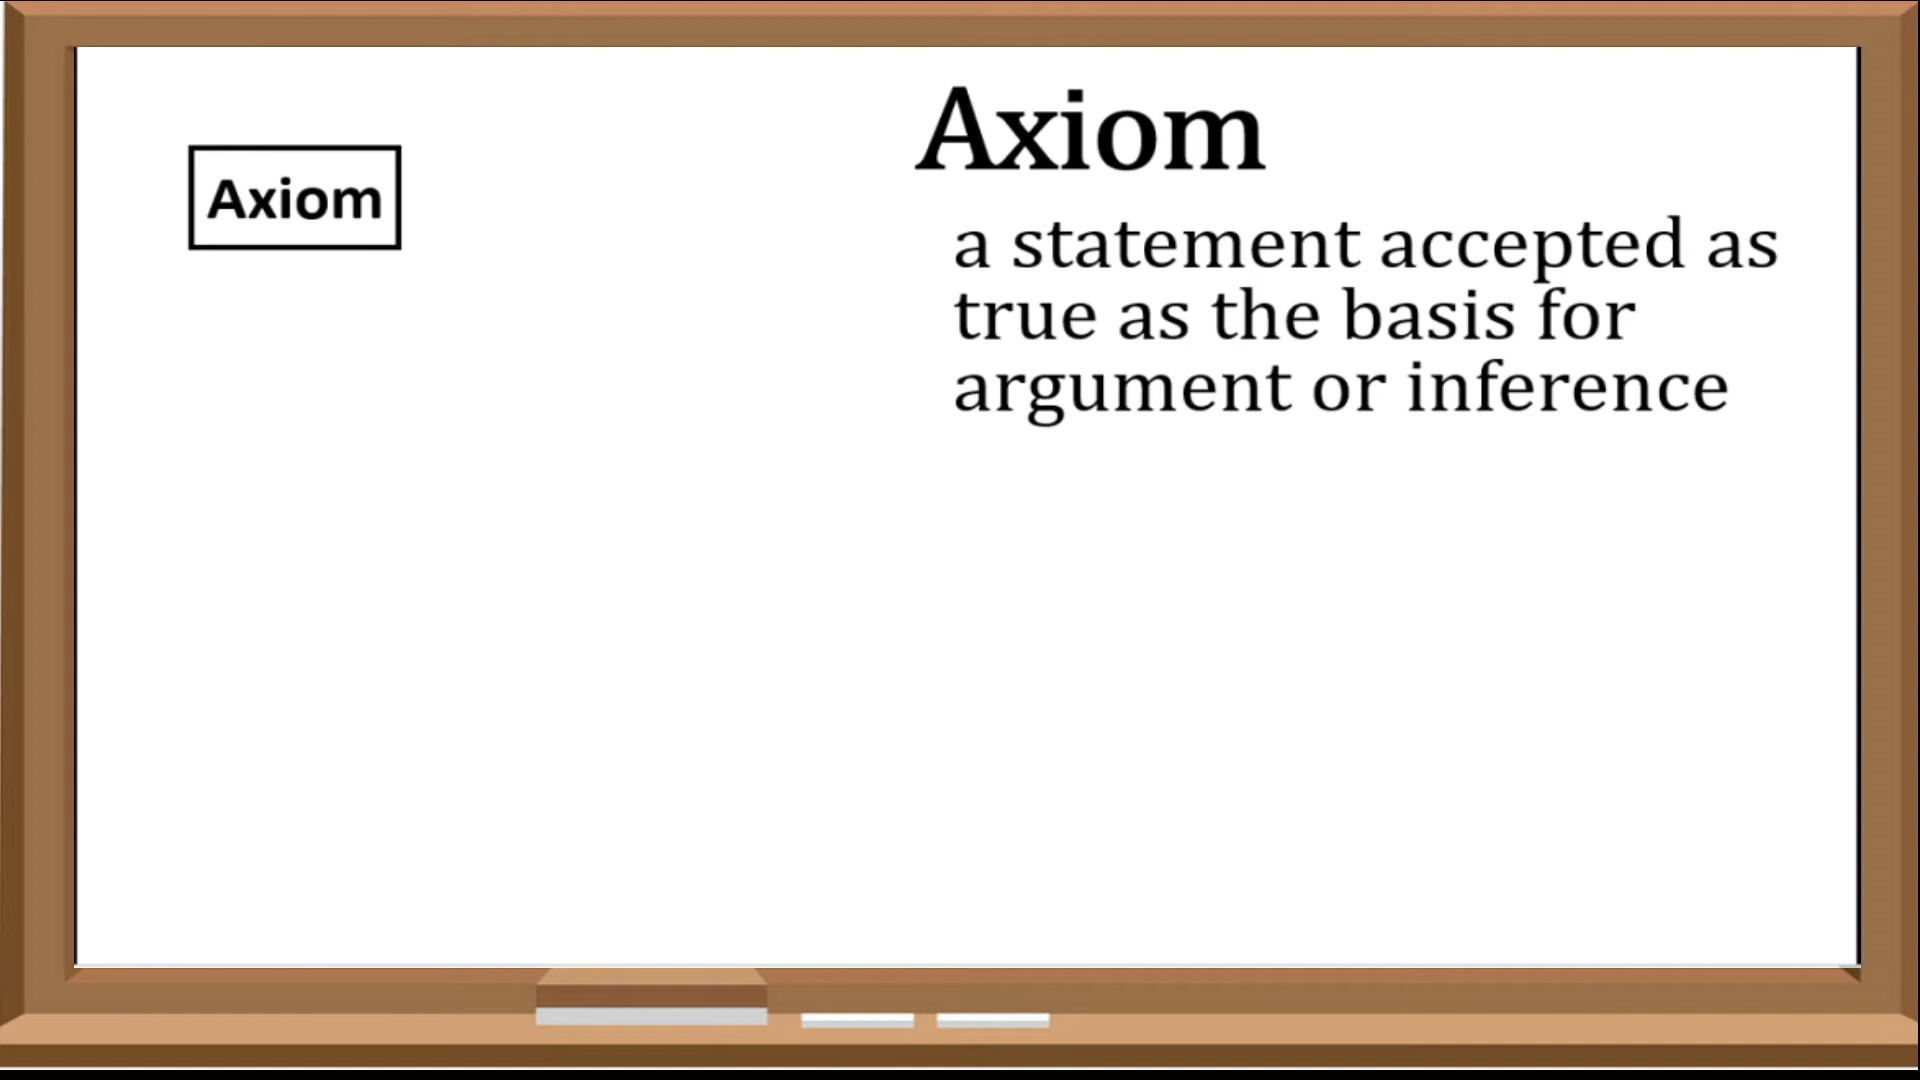 Axiom
Axiom
a statement accepted as
true as the basis for
argument or inference